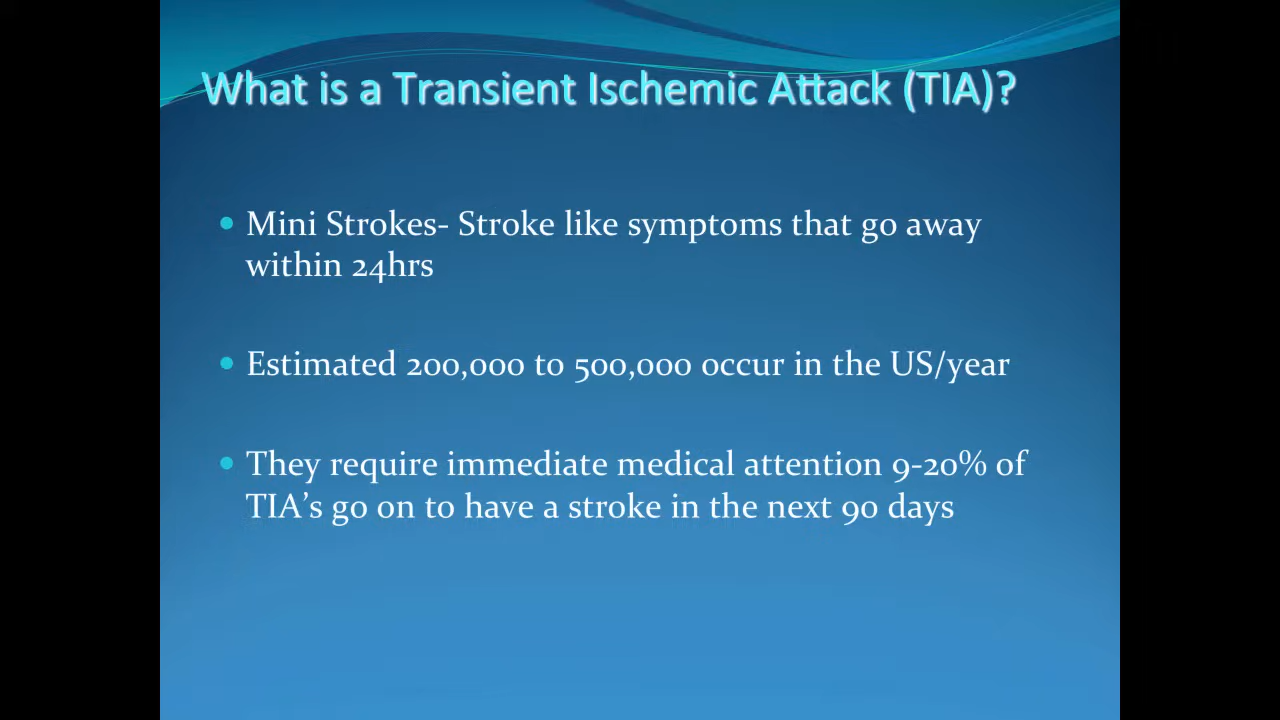 What is a Transient Ischemic Attack (TIA)?
• Mini Strokes- Stroke like symptoms that go away
within 24hrs
• Estimated 200,000 to 500,000 occur in the US/year
• They require immediate medical attention 9-20% of
TIA’s go on to have a stroke in the next 90 days